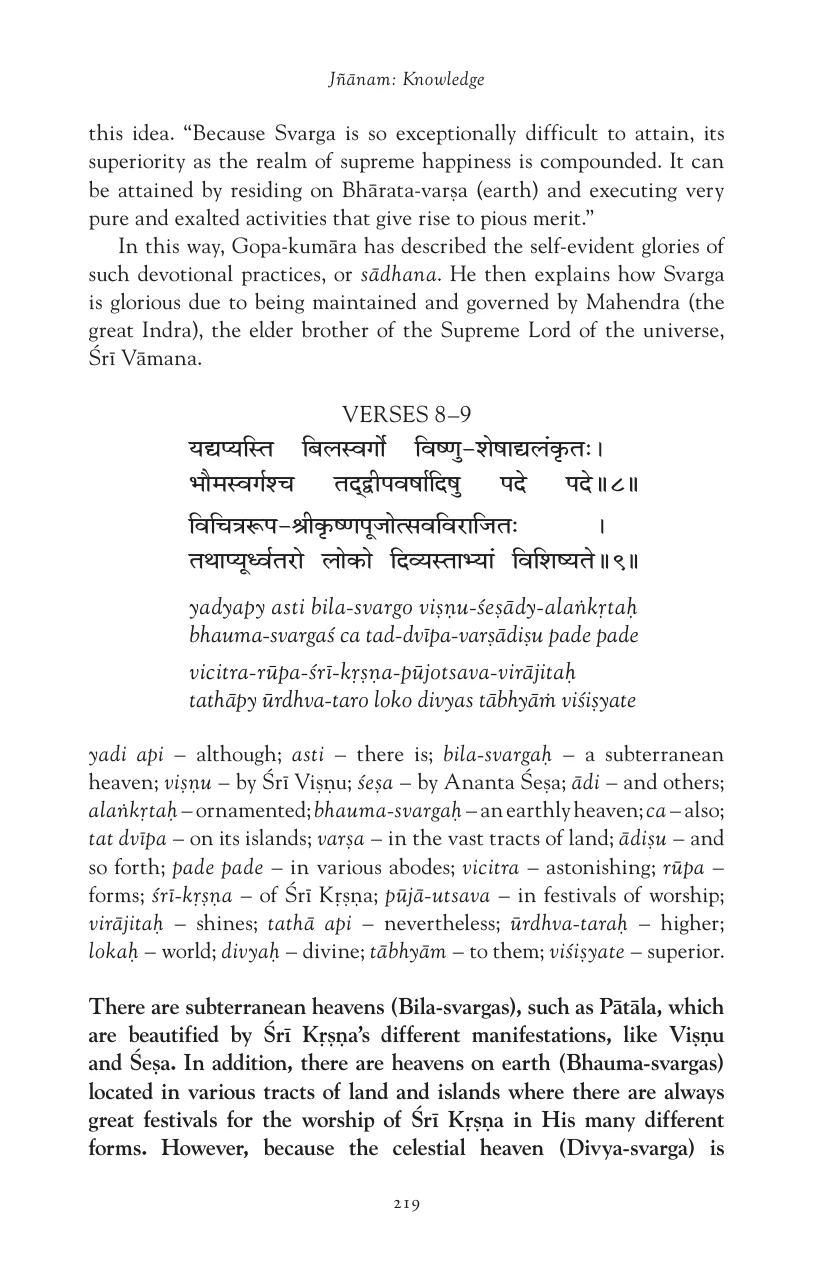 Jñānam: Knowledge
this idea. “Because Svarga is so exceptionally difficult to attain, its
superiority as the realm of supreme happiness is compounded. It can
be attained by residing on Bhārata-varṣa (earth) and executing very
pure and exalted activities that give rise to pious merit.”
In this way, Gopa-kumāra has described the self-evident glories of
such devotional practices, or sādhana. He then explains how Svarga
is glorious due to being maintained and governed by Mahendra (the
great Indra), the elder brother of the Supreme Lord of the universe,
Śrī Vāmana.
VERSES 8–9
यद्यप्यस्ति बिलस्वर्गो विष्णु-शेषाद्यलंकृतः।
भौमस्वर्गश्च तद्द्वीपवर्षादिषु पदे पदे॥८॥
विचित्ररूप-श्रीकृष्णपूजोत्सवविराजितः ।
तथाप्यूर्ध्वतरो लोको दिव्यस्ताभ्यां विशिष्यते॥९॥
yadyapy asti bila-svargo viṣṇu-śeṣādy-alaṅkṛtaḥ
bhauma-svargaś ca tad-dvīpa-varṣādiṣu pade pade
vicitra-rūpa-śrī-kṛṣṇa-pūjotsava-virājitaḥ
tathāpy ūrdhva-taro loko divyas tābhyāṁ viśiṣyate
yadi api – although; asti – there is; bila-svargaḥ – a subterranean
heaven; viṣṇu – by Śrī Viṣṇu; śeṣa – by Ananta Śeṣa; ādi – and others;
alaṅkṛtaḥ – ornamented; bhauma-svargaḥ – an earthly heaven; ca – also;
tat dvīpa – on its islands; varṣa – in the vast tracts of land; ādiṣu – and
so forth; pade pade – in various abodes; vicitra – astonishing; rūpa –
forms; śrī-kṛṣṇa – of Śrī Kṛṣṇa; pūjā-utsava – in festivals of worship;
virājitaḥ – shines; tathā api – nevertheless; ūrdhva-taraḥ – higher;
lokaḥ – world; divyaḥ – divine; tābhyām – to them; viśiṣyate – superior.
There are subterranean heavens (Bila-svargas), such as Pātāla, which
are beautified by Śrī Kṛṣṇa’s different manifestations, like Viṣṇu
and Śeṣa. In addition, there are heavens on earth (Bhauma-svargas)
located in various tracts of land and islands where there are always
great festivals for the worship of Śrī Kṛṣṇa in His many different
forms. However, because the celestial heaven (Divya-svarga) is
219